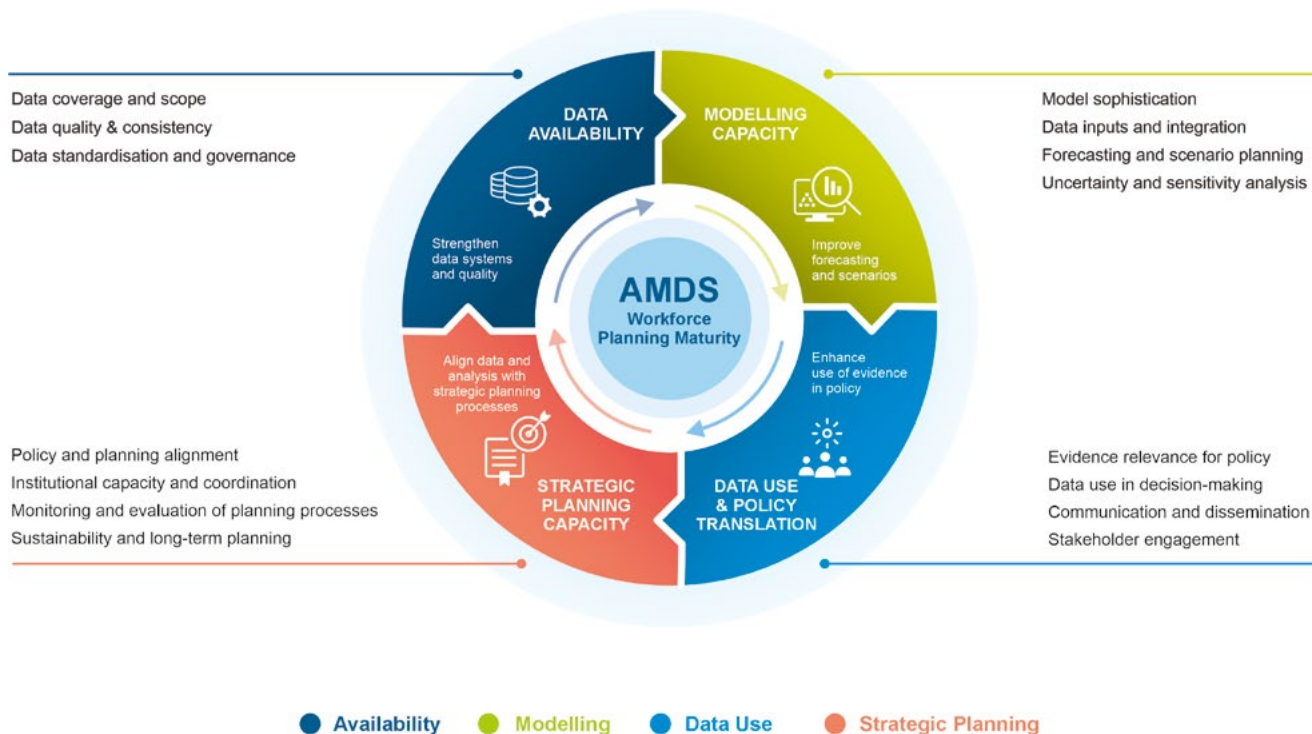 Data coverage and scope
Data quality & consistency
Data standardisation and governance
DATA
AVAILABILITY
Strengthen
data systems
and quality
MODELLING
CAPACITY
Improve
forecasting
and scenarios
Model sophistication
Data inputs and integration
Forecasting and scenario planning
Uncertainty and sensitivity analysis
AMDS
Workforce
Planning Maturity
Align data and
analysis with
strategic planning
processes
STRATEGIC
PLANNING
CAPACITY
Enhance
use of evidence
in policy
DATA USE
& POLICY
TRANSLATION
Policy and planning alignment
Institutional capacity and coordination
Monitoring and evaluation of planning processes
Sustainability and long-term planning
Evidence relevance for policy
Data use in decision-making
Communication and dissemination
Stakeholder engagement
Availability
Modelling
Data Use
Strategic Planning